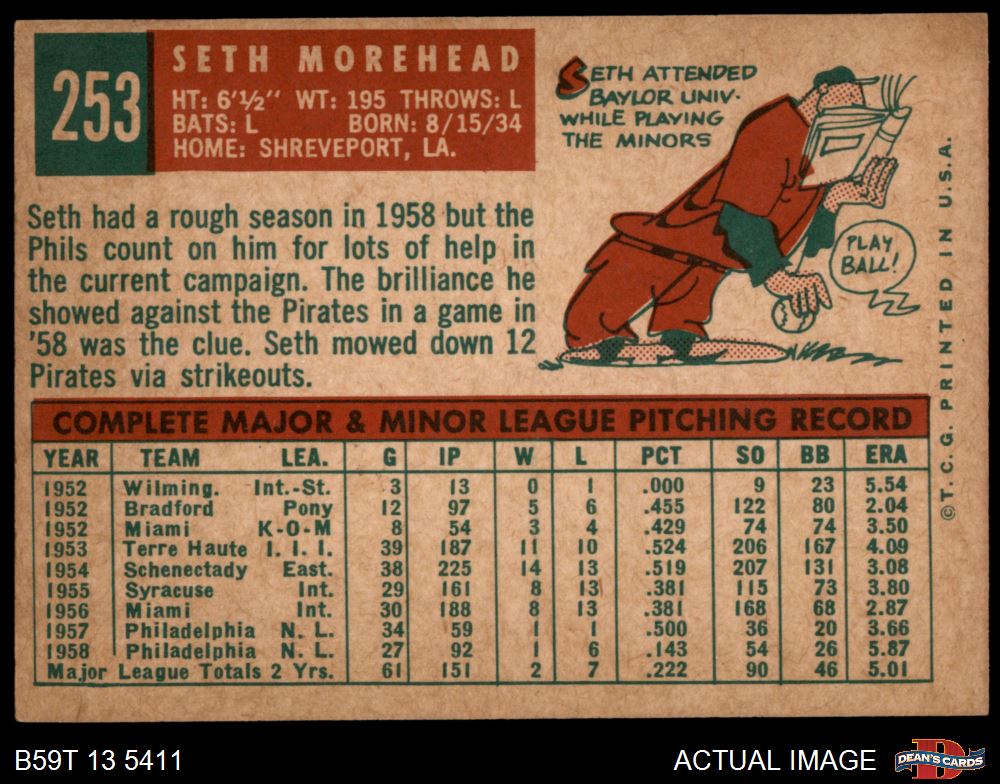 253
SETH MOREHEAD
HT: 6'½" WT: 195 THROWS: L
BATS: L BORN: 8/15/34
HOME: SHREVEPORT, LA.
SETH ATTENDED
BAYLOR UNIV.
WHILE PLAYING
THE MINORS
PLAY
BALL!
Seth had a rough season in 1958 but the
Phils count on him for lots of help in
the current campaign. The brilliance he
showed against the Pirates in a game in
'58 was the clue. Seth mowed down 12
Pirates via strikeouts.
COMPLETE MAJOR & MINOR LEAGUE PITCHING RECORD
YEAR TEAM LEA. G IP W L PCT SO BB ERA
1952 Wilming. Int.-St. 3 13 0 1 .000 9 23 5.54
1952 Bradford Pony 12 97 5 6 .455 122 80 2.04
1952 Miami K-O-M 8 54 3 4 .429 74 74 3.50
1953 Terre Haute I. I. I. 39 187 11 10 .524 206 167 4.09
1954 Schenectady East. 38 225 14 13 .519 207 131 3.08
1955 Syracuse Int. 29 161 8 13 .381 115 73 3.80
1956 Miami Int. 30 188 8 13 .381 168 68 2.87
1957 Philadelphia N. L. 34 59 1 1 .500 36 20 3.66
1958 Philadelphia N. L. 27 92 1 6 .143 54 26 5.87
Major League Totals 2 Yrs. 61 151 2 7 .222 90 46 5.01
©T. C. G. PRINTED IN U.S.A.
B59T 13 5411
ACTUAL IMAGE
DEAN'S CARDS